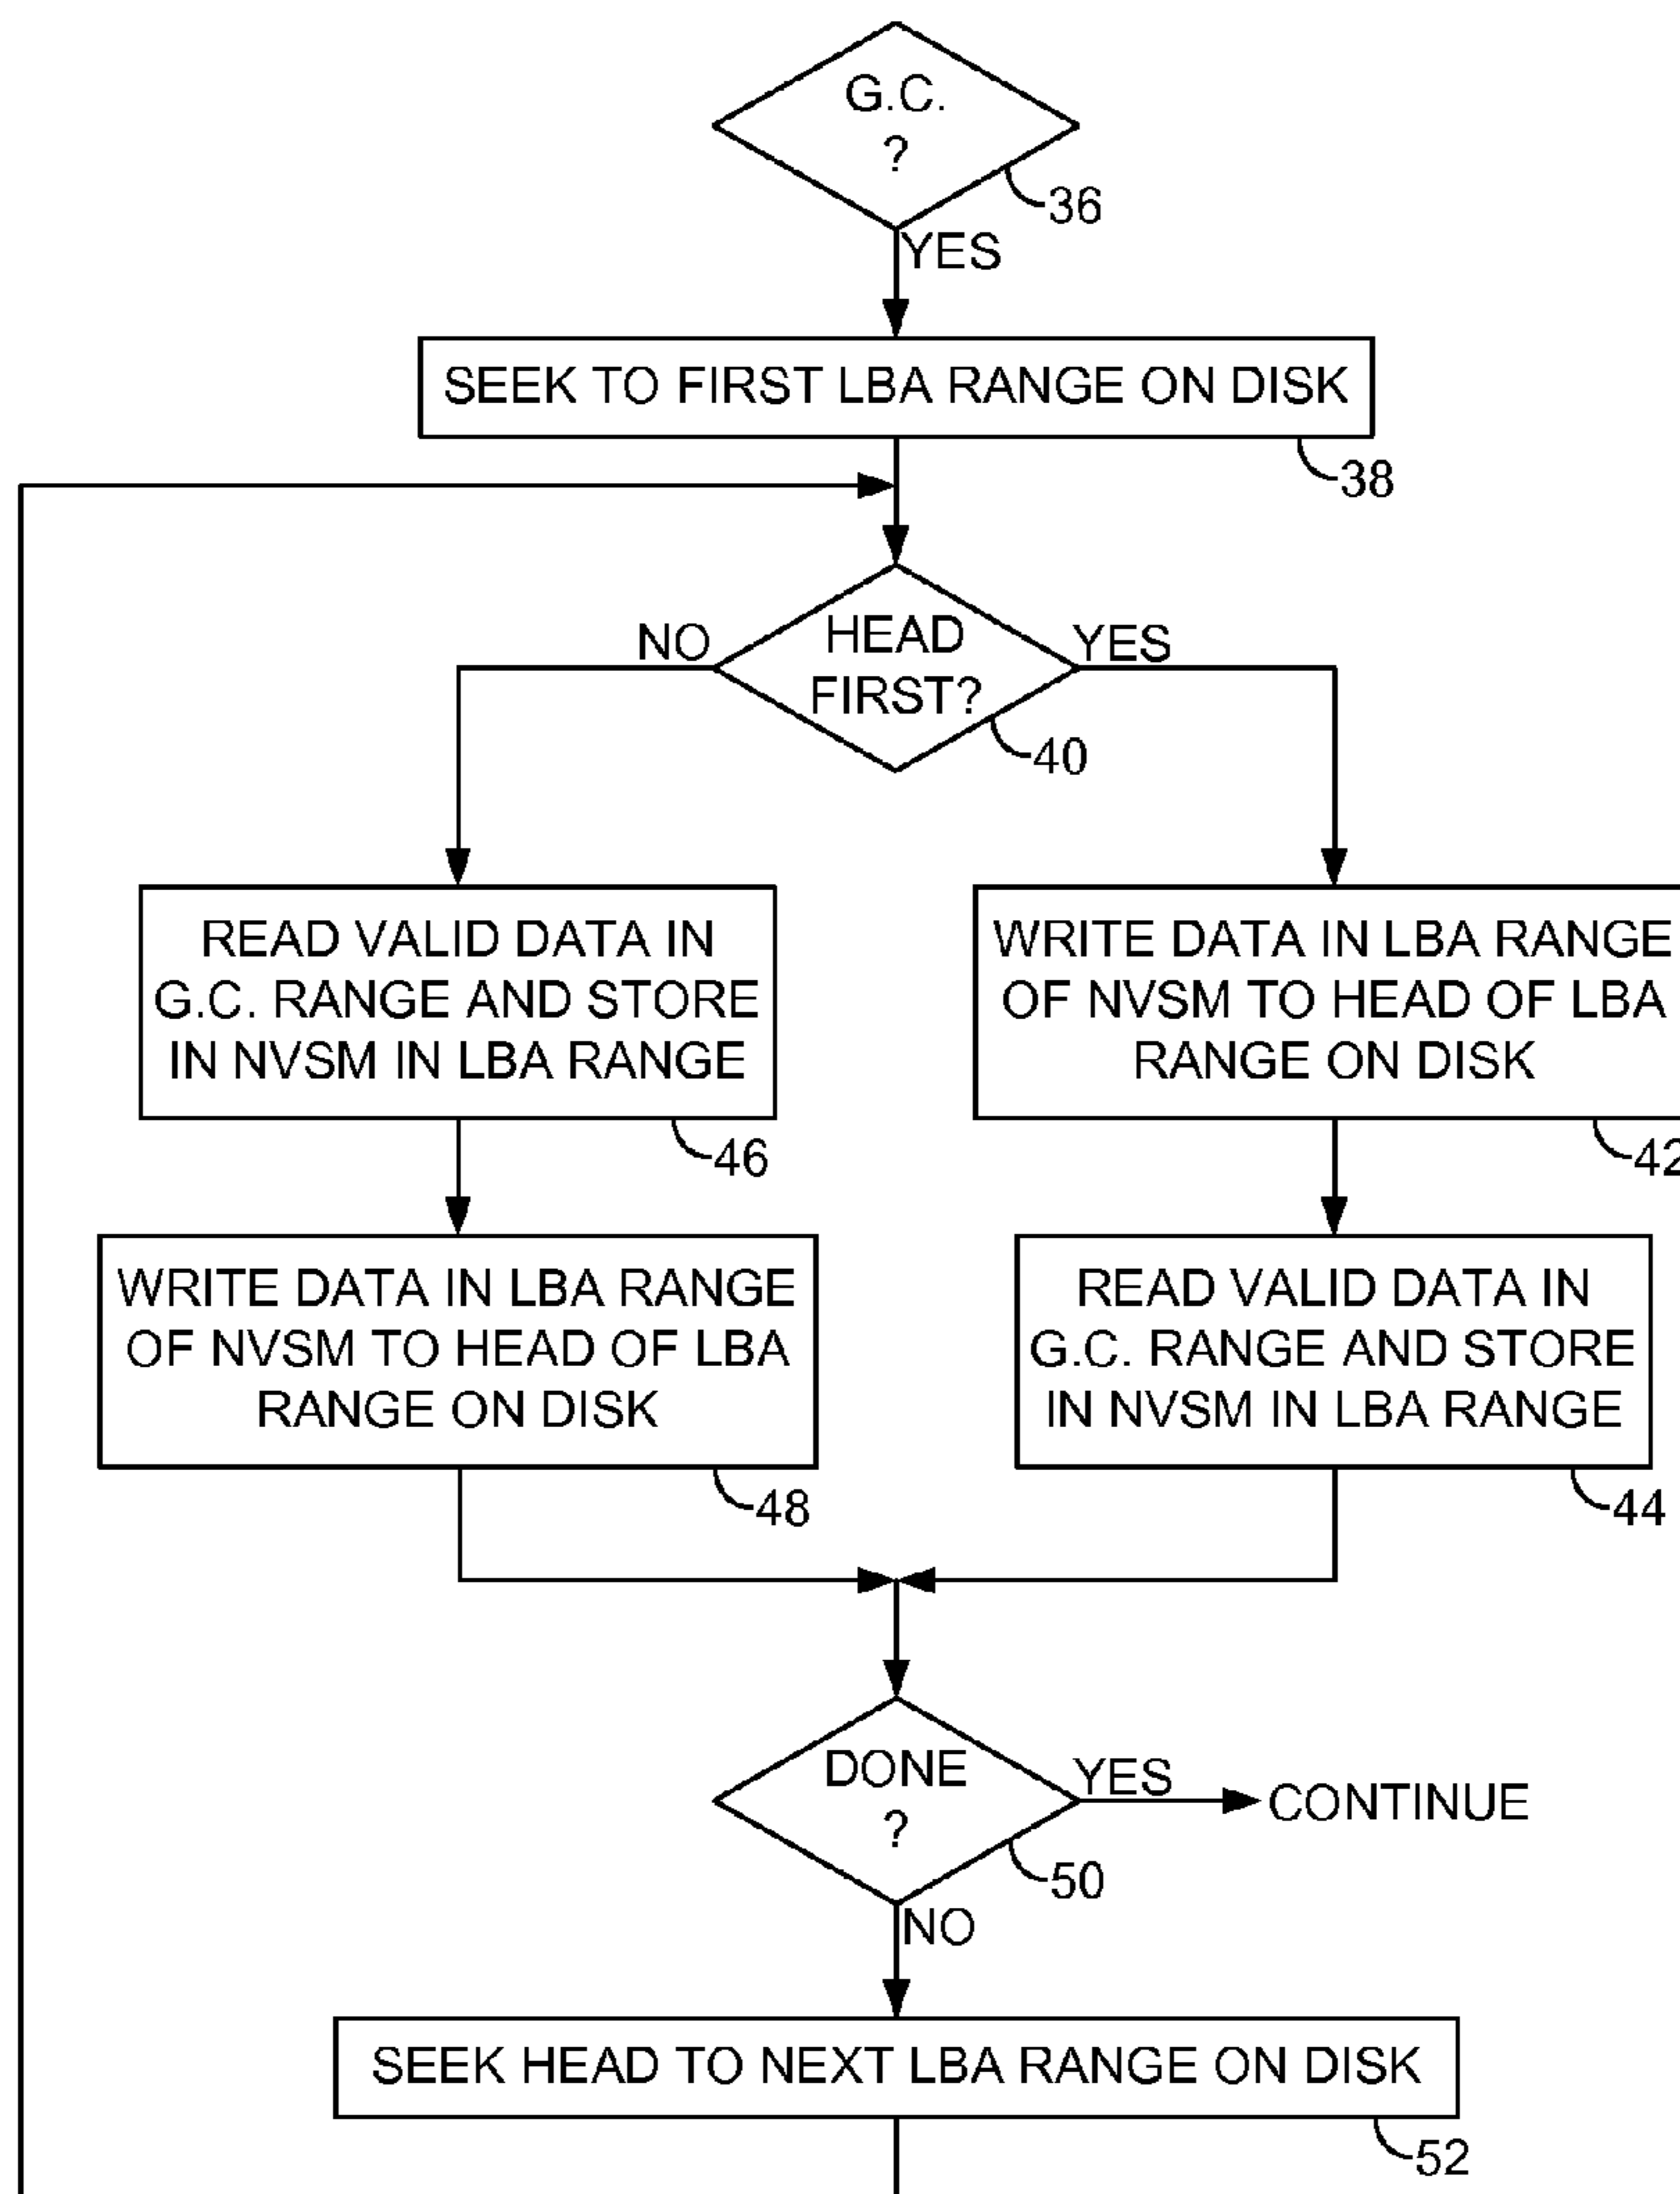 G.C.
?
36
YES
SEEK TO FIRST LBA RANGE ON DISK
38
NO
HEAD
YES
FIRST?
40
READ VALID DATA IN
G.C. RANGE AND STORE
IN NVSM IN LBA RANGE
46
WRITE DATA IN LBA RANGE
OF NVSM TO HEAD OF LBA
RANGE ON DISK
42
WRITE DATA IN LBA RANGE
OF NVSM TO HEAD OF LBA
RANGE ON DISK
48
READ VALID DATA IN
G.C. RANGE AND STORE
IN NVSM IN LBA RANGE
44
DONE
?
YES
CONTINUE
50
NO
SEEK HEAD TO NEXT LBA RANGE ON DISK
52